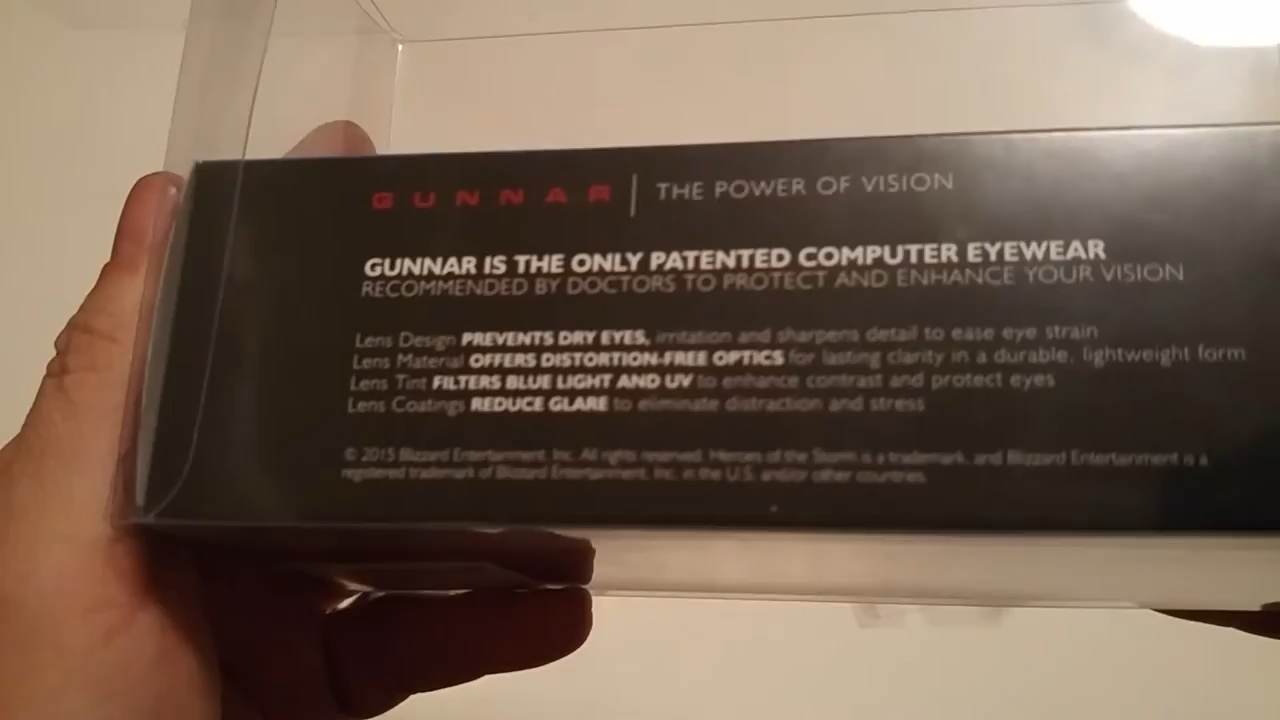 GUNNAR | THE POWER OF VISION
GUNNAR IS THE ONLY PATENTED COMPUTER EYEWEAR
RECOMMENDED BY DOCTORS TO PROTECT AND ENHANCE YOUR VISION
Lens Design PREVENTS DRY EYES, irritation and sharpens detail to ease eye strain
Lens Material OFFERS DISTORTION-FREE OPTICS for lasting clarity in a durable, lightweight form
Lens Tint FILTERS BLUE LIGHT AND UV to enhance contrast and protect eyes
Lens Coatings REDUCE GLARE to eliminate distraction and stress
© 2015 Blizzard Entertainment, Inc. All rights reserved. Heroes of the Storm is a trademark, and Blizzard Entertainment is a
registered trademark of Blizzard Entertainment, Inc. in the U.S. and/or other countries.